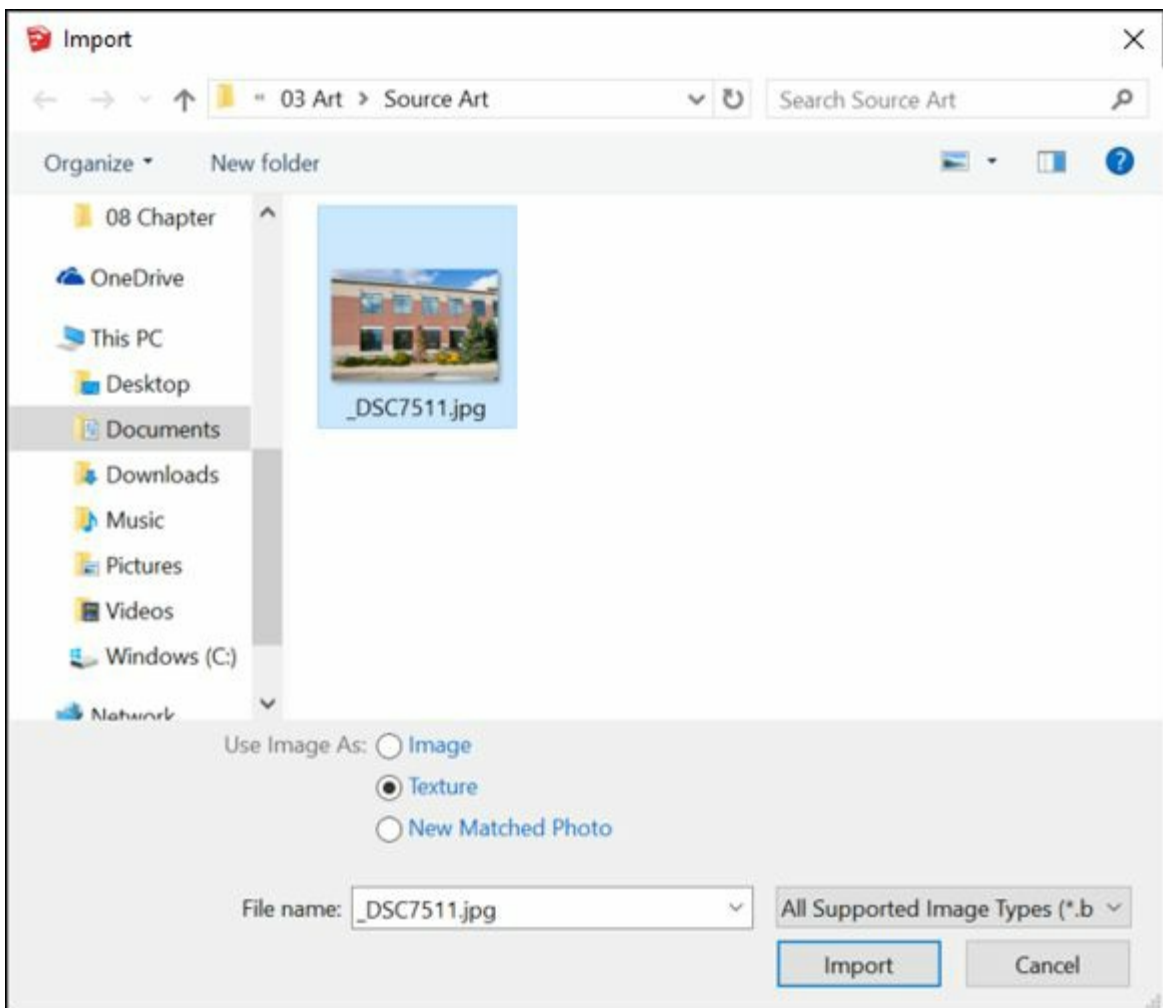 Import
« 03 Art > Source Art
Search Source Art
Organize
New folder
08 Chapter
OneDrive
This PC
Desktop
Documents
Downloads
Music
Pictures
Videos
Windows (C:)
Network
_DSC7511.jpg
Use Image As:
Image
Texture
New Matched Photo
File name: _DSC7511.jpg
All Supported Image Types (*.b
Import
Cancel